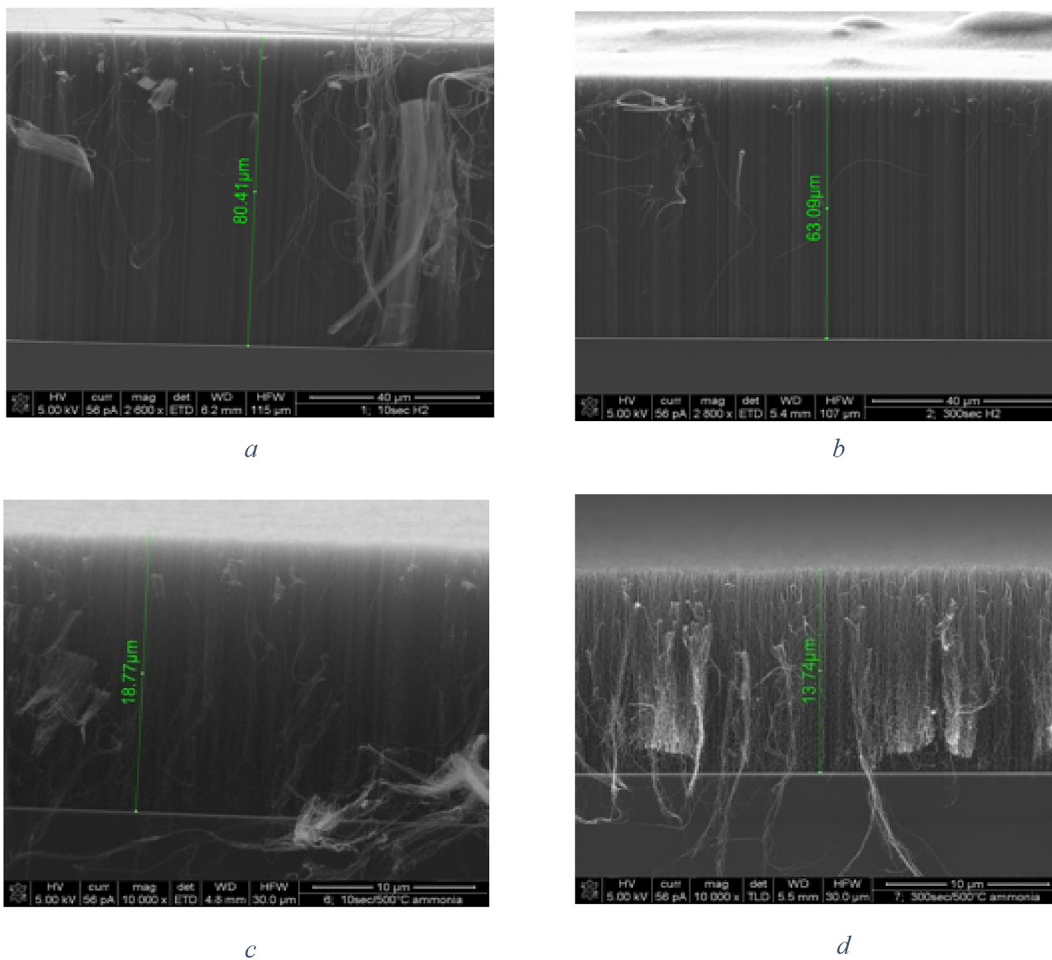 80.41µm
HV curr mag det WD HFW 40 µm
5.00 kV 56 pA 2 600 x ETD 6.2 mm 115 µm 1; 10sec H2
a
63.09µm
HV curr mag det WD HFW 40 µm
5.00 kV 56 pA 2 800 x ETD 5.4 mm 107 µm 2; 300sec H2
b
18.77µm
HV curr mag det WD HFW 10 µm
5.00 kV 56 pA 10 000 x ETD 4.8 mm 30.0 µm 6; 10sec/500°C ammonia
c
13.74µm
HV curr mag det WD HFW 10 µm
5.00 kV 56 pA 10 000 x TLD 5.5 mm 30.0 µm 7; 300sec/500°C ammonia
d